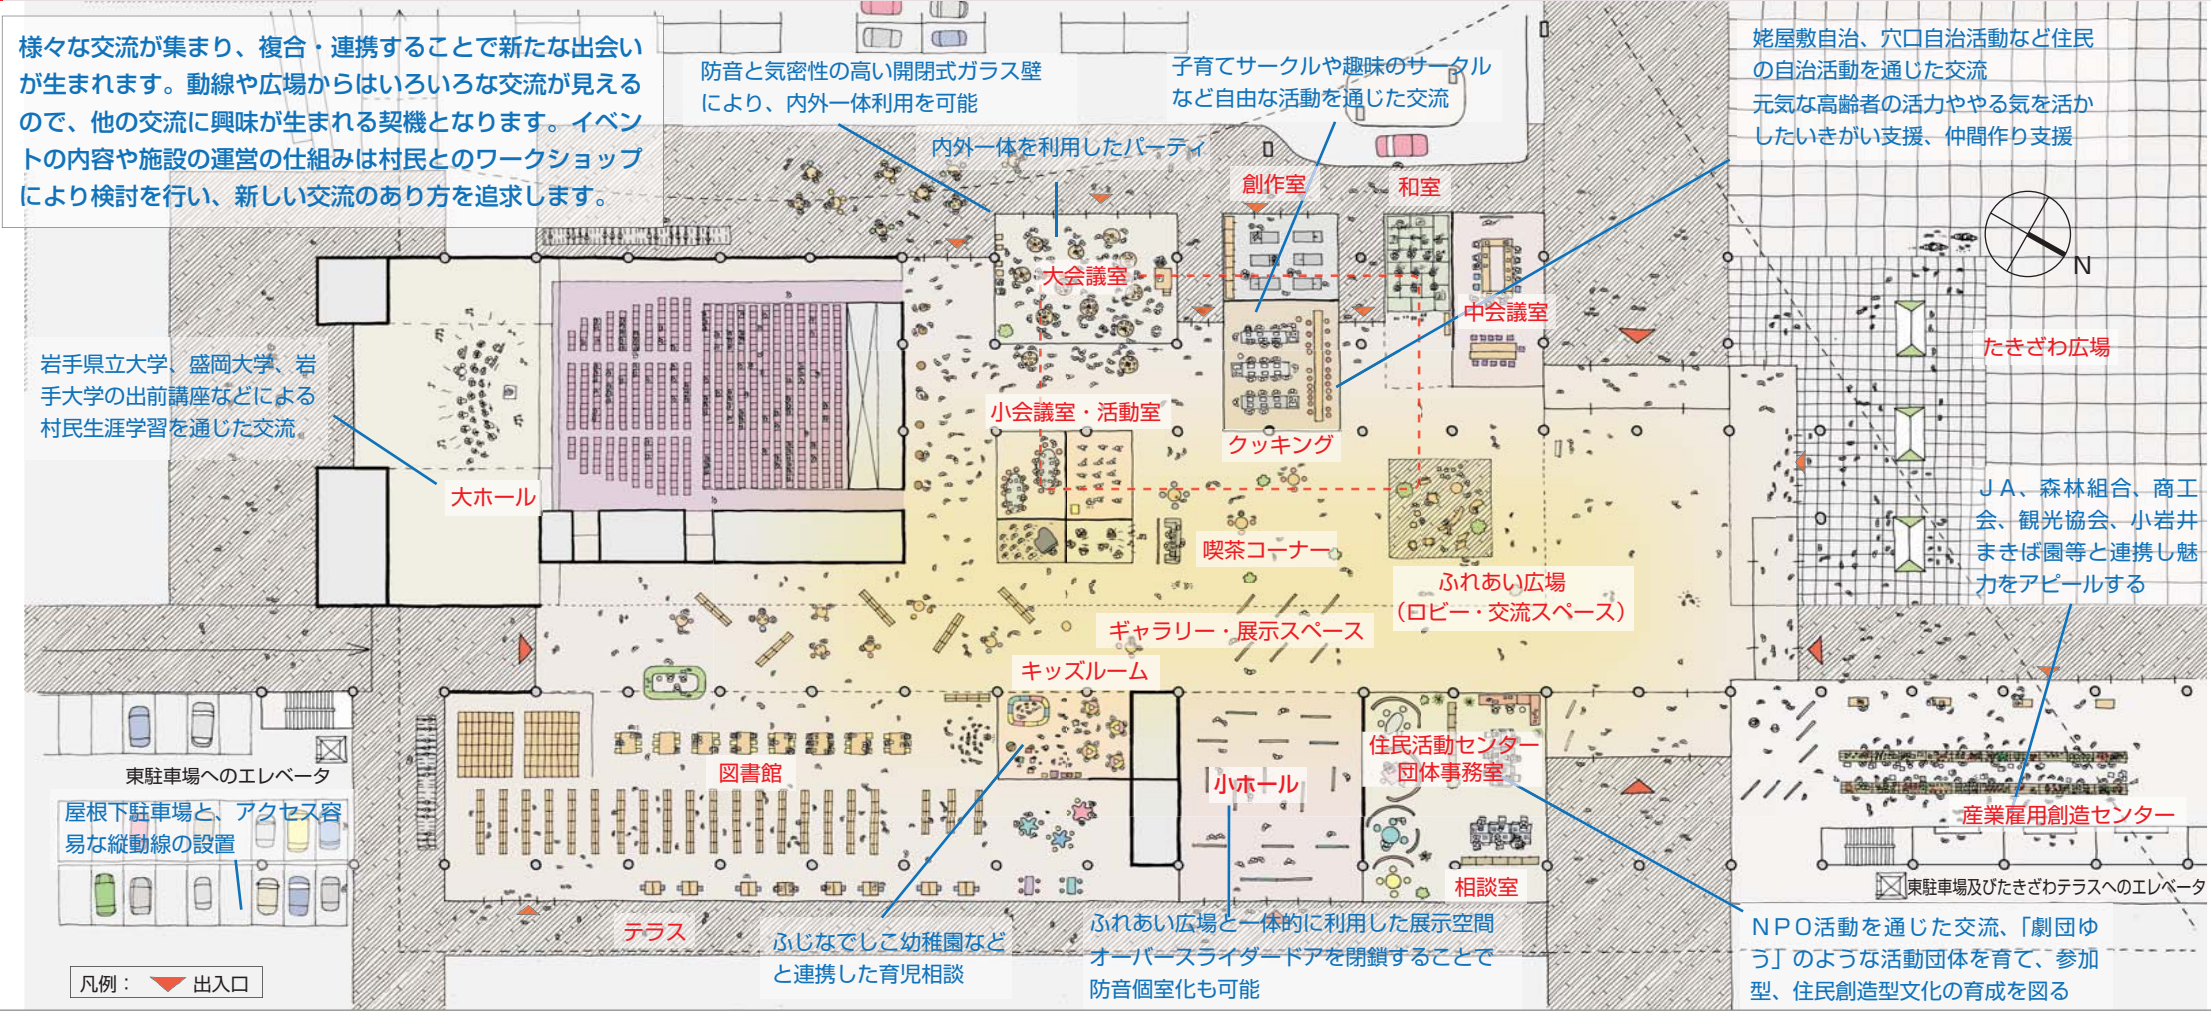 様々な交流が集まり、複合・連携することで新たな出会い
が生まれます。動線や広場からはいろいろな交流が見える
ので、他の交流に興味が生まれる契機となります。イベン
トの内容や施設の運営の仕組みは村民とのワークショップ
により検討を行い、新しい交流のあり方を追求します。
防音と気密性の高い開閉式ガラス壁
により、内外一体利用を可能
内外一体を利用したパーティ
子育てサークルや趣味のサークル
など自由な活動を通じた交流
姥屋敷自治、穴口自治活動など住民
の自治活動を通じた交流
元気な高齢者の活力ややる気を活か
したいきがい支援、仲間作り支援
創作室
和室
大会議室
中会議室
N
たきざわ広場
岩手県立大学、盛岡大学、岩
手大学の出前講座などによる
村民生涯学習を通じた交流
大ホール
小会議室・活動室
クッキング
喫茶コーナー
ふれあい広場
（ロビー・交流スペース）
ギャラリー・展示スペース
キッズルーム
ＪＡ、森林組合、商工
会、観光協会、小岩井
まきば園等と連携し魅
力をアピールする
東駐車場へのエレベータ
屋根下駐車場と、アクセス容
易な縦動線の設置
図書館
小ホール
住民活動センター
団体事務室
相談室
産業雇用創造センター
東駐車場及びたきざわテラスへのエレベータ
テラス
ふじなでしこ幼稚園など
と連携した育児相談
ふれあい広場と一体的に利用した展示空間
オーバースライダードアを閉鎖することで
防音個室化も可能
ＮＰＯ活動を通じた交流、「劇団ゆ
う」のような活動団体を育て、参加
型、住民創造型文化の育成を図る
凡例： 出入口